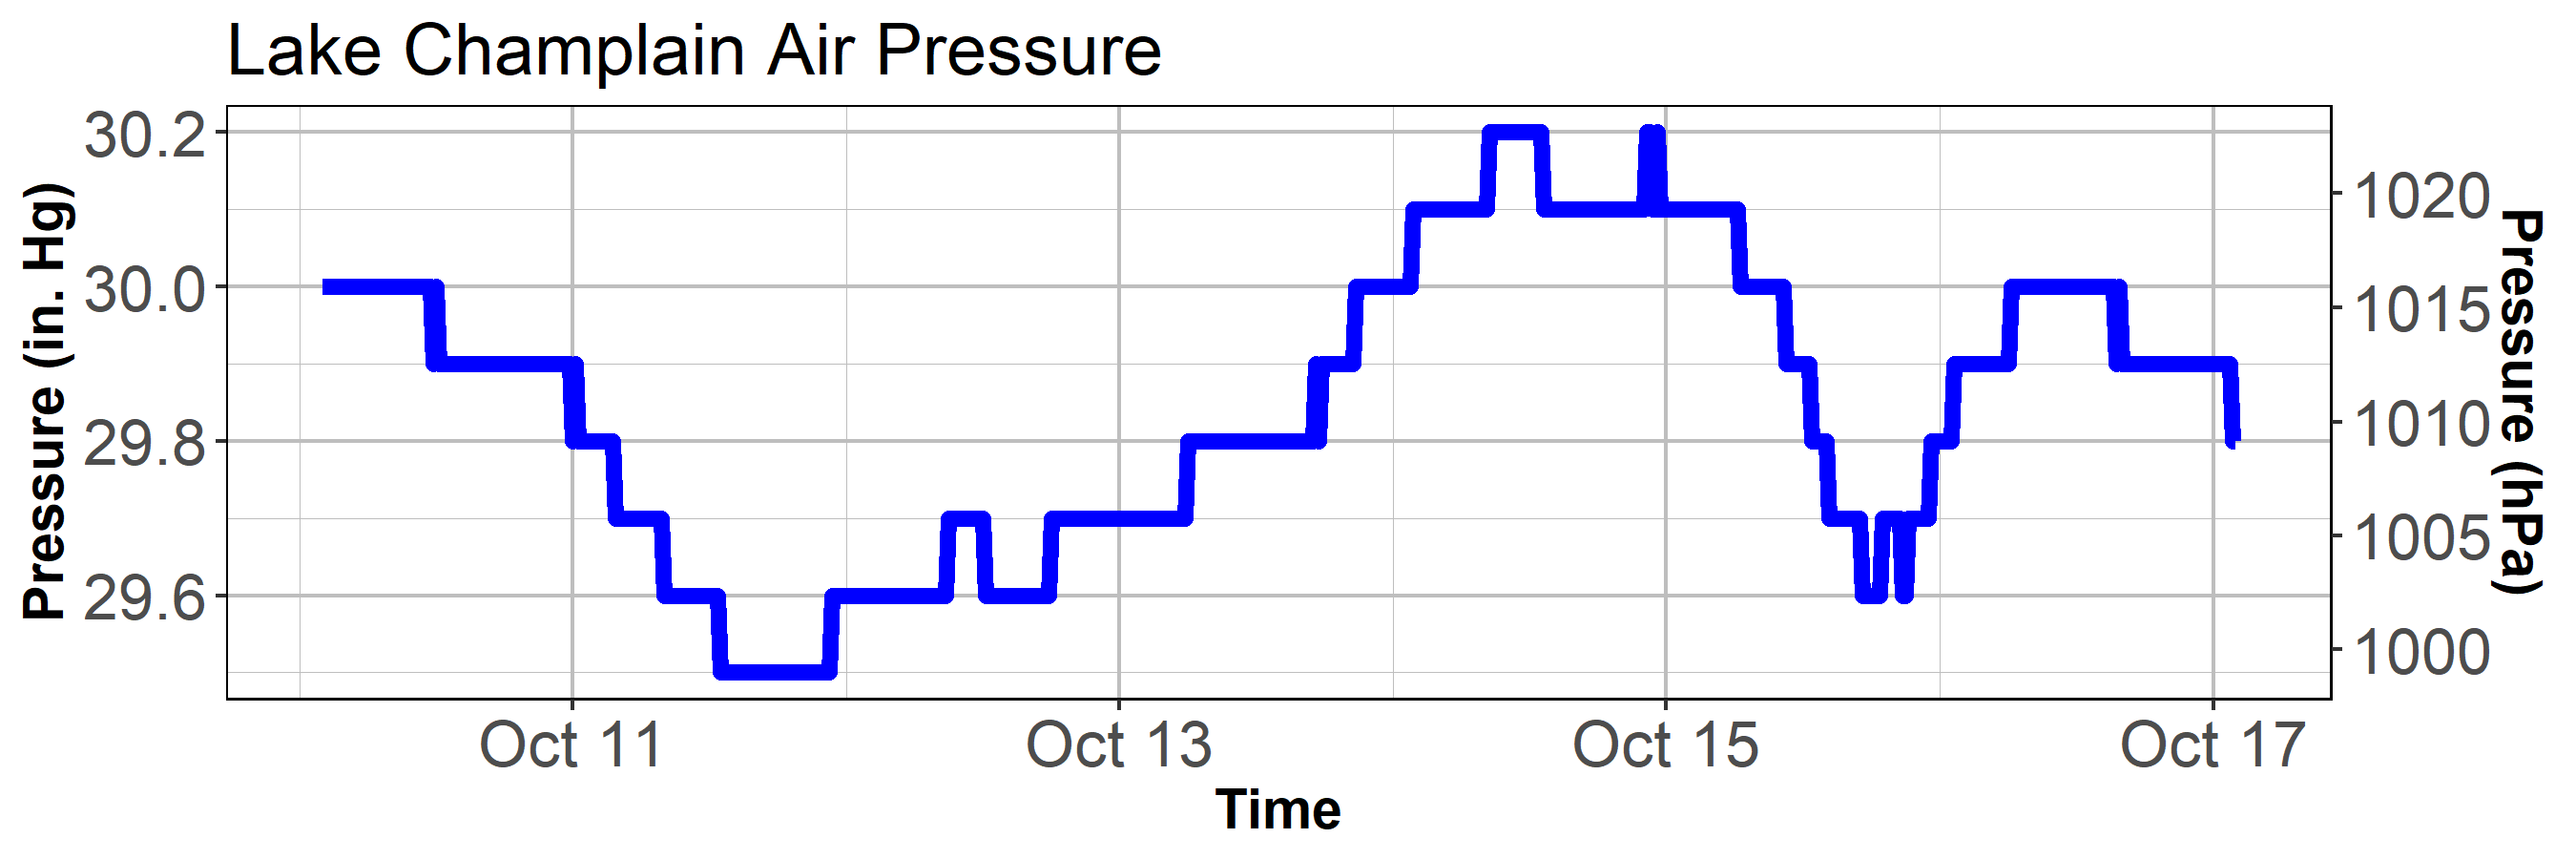 Lake Champlain Air Pressure
30.2
30.0
29.8
29.6
Pressure (in. Hg)
1020
1015
1010
1005
1000
Pressure (hPa)
Oct 11
Oct 13
Oct 15
Oct 17
Time